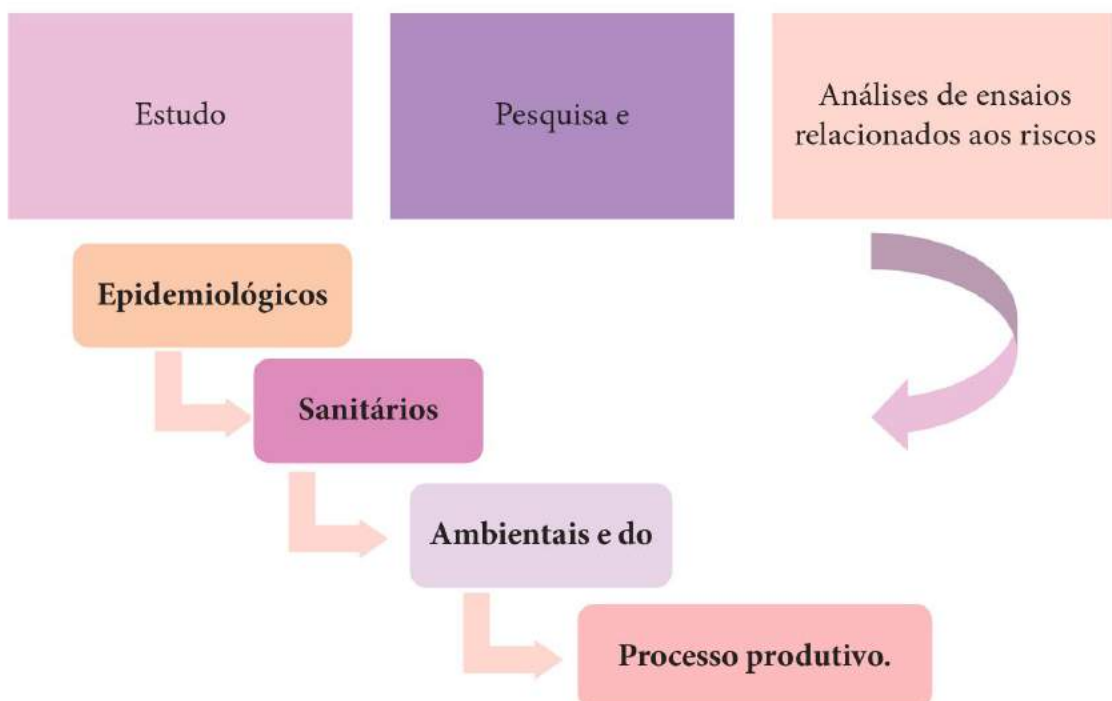 Estudo
Pesquisa e
Análises de ensaios
relacionados aos riscos
Epidemiológicos
Sanitários
Ambientais e do
Processo produtivo.